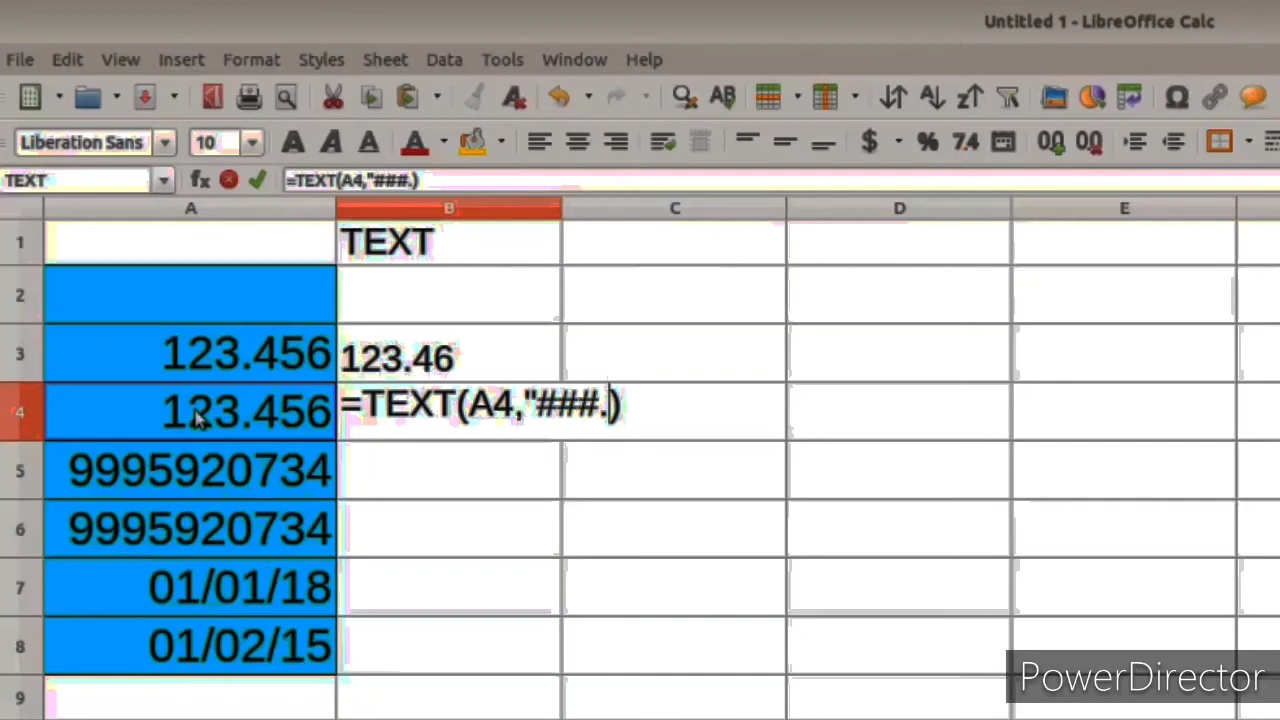 Untitled 1 - LibreOffice Calc
File Edit View Insert Format Styles Sheet Data Tools Window Help
Liberation Sans 10
TEXT =TEXT(A4,"###.)
A B C D E
1 TEXT
2
3 123.456 123.46
4 123.456 =TEXT(A4,"###.)
5 9995920734
6 9995920734
7 01/01/18
8 01/02/15
9
PowerDirector